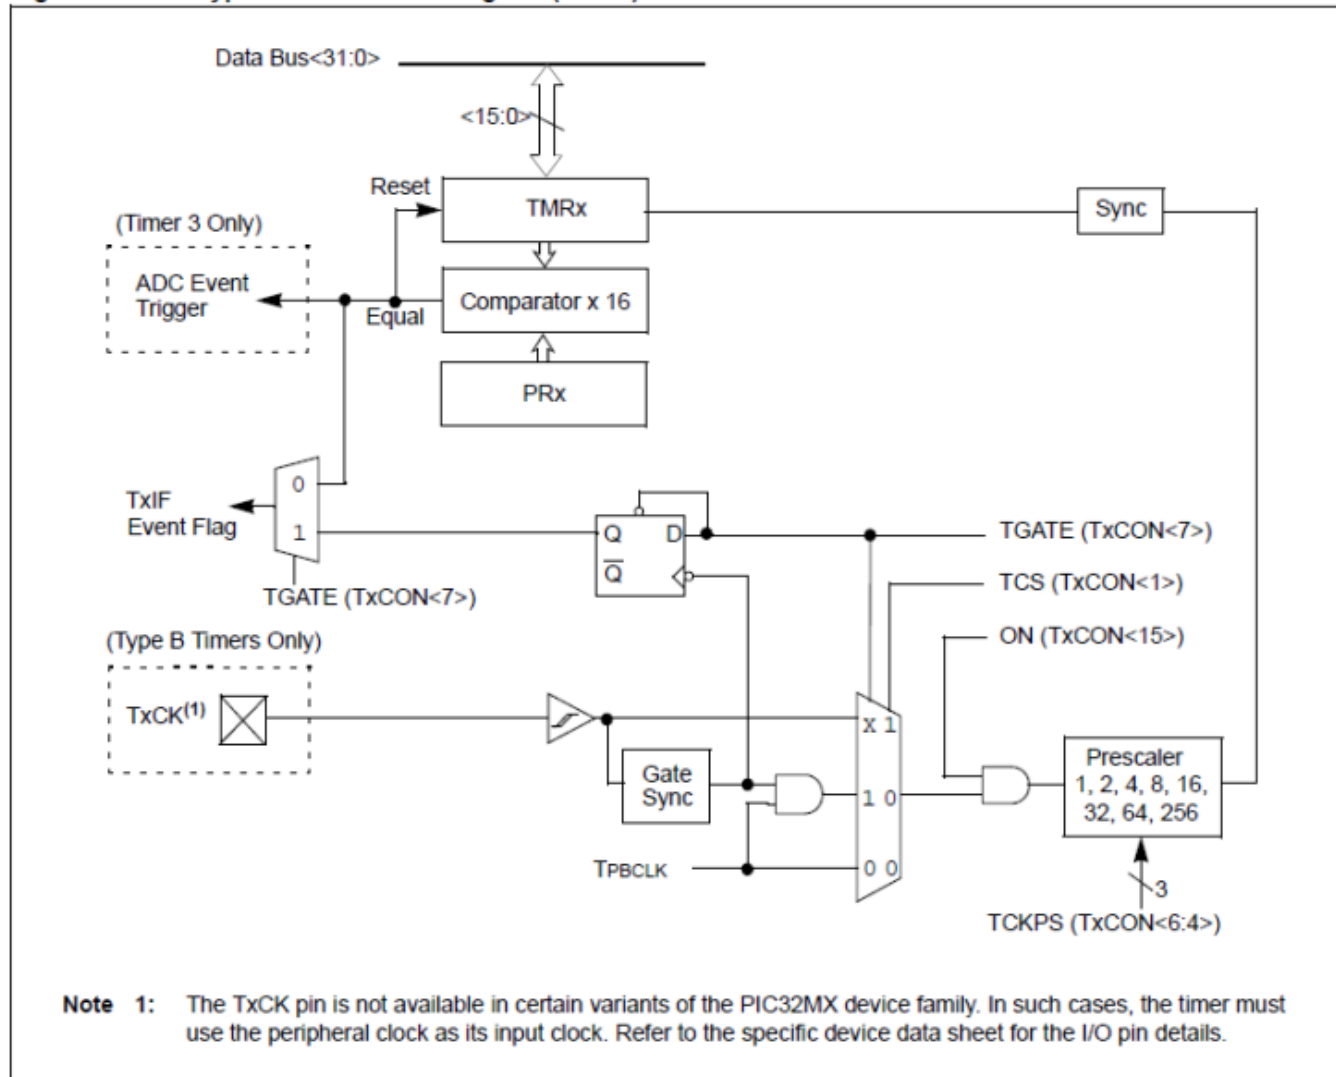 Data Bus<31:0>
<15:0>
Reset
TMRx
Sync
(Timer 3 Only)
ADC Event
Trigger
Equal
Comparator x 16
PRx
0
TxIF
Event Flag
1
Q
D
Q
TGATE (TxCON<7>)
TGATE (TxCON<7>)
TCS (TxCON<1>)
ON (TxCON<15>)
(Type B Timers Only)
TxCK(1)
X 1
Gate
Sync
1 0
Prescaler
1, 2, 4, 8, 16,
32, 64, 256
TPBCLK
0 0
3
TCKPS (TxCON<6:4>)
Note 1: The TxCK pin is not available in certain variants of the PIC32MX device family. In such cases, the timer must
use the peripheral clock as its input clock. Refer to the specific device data sheet for the I/O pin details.